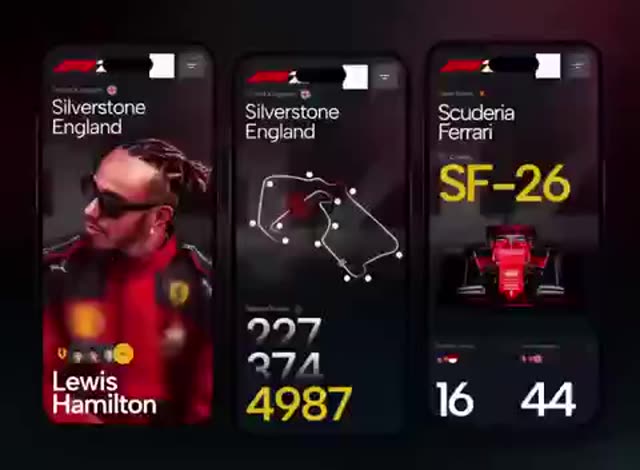 Silverstone
England
Lewis
Hamilton
Silverstone
England
227
374
4987
Scuderia
Ferrari
SF-26
16
44